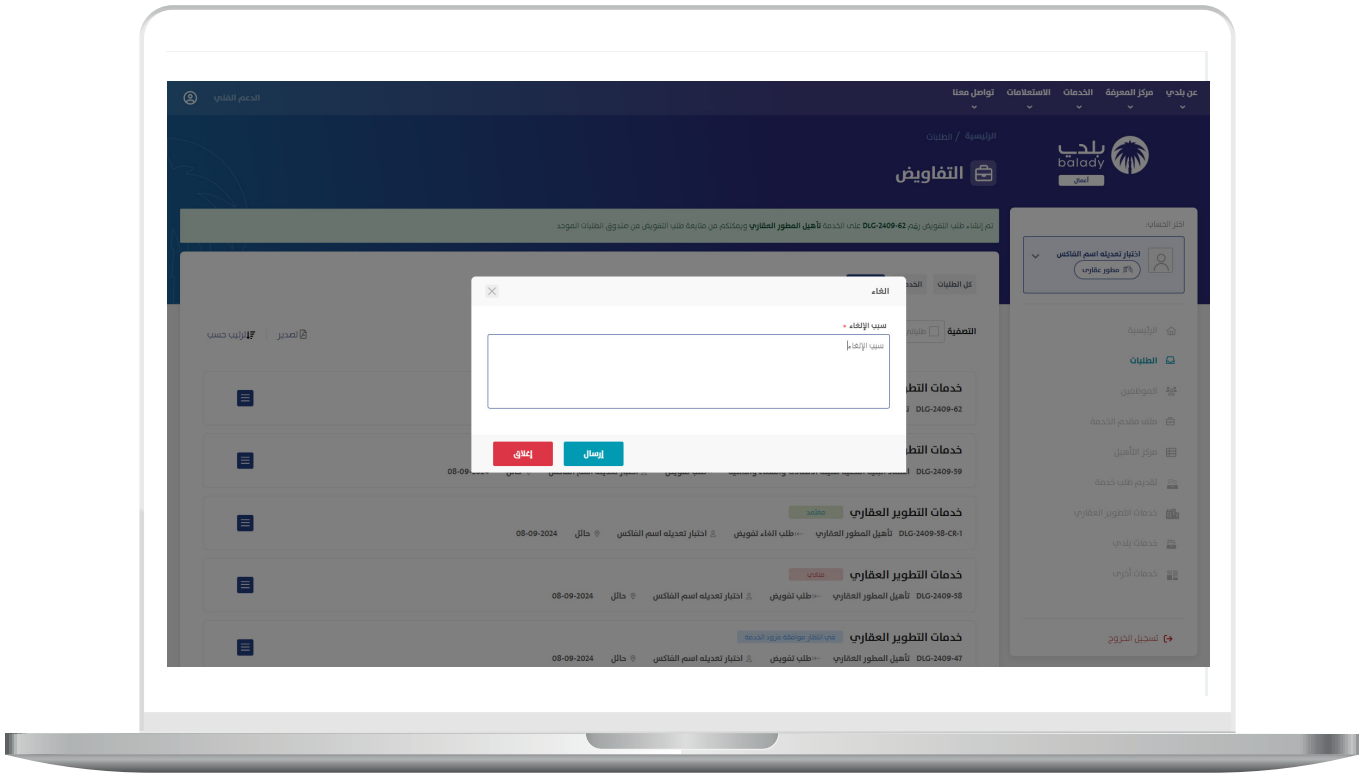 عن بلدي مركز المعرفة الخدمات الاستعلامات تواصل معنا
الدعم الفني
بلدي
balady
أعمال
الرئيسية / الطلبات
التفاويض
تم إنشاء طلب التفويض رقم DLG-2409-62 على الخدمة تأهيل المطور العقاري ويمكنكم من متابعة طلب التفويض من صندوق الطلبات الموحد
اختر الحساب:
اختبار تعديله اسم الفاكس
مطور عقاري
الرئيسية
الطلبات
الموظفين
ملف مقدم الخدمة
مركز التأهيل
تقديم طلب خدمة
خدمات التطوير العقاري
خدمات بلدي
خدمات أخرى
تسجيل الخروج
كل الطلبات
التصفية
تصدير
ترتيب حسب
الغاء
سبب الإلغاء *
سبب الإلغاء
إرسال
إغلاق
خدمات
DLG-2409-62
خدمات
DLG-2409-59
خدمات التطوير العقاري معتمد
DLG-2409-58-CR-1 تأهيل المطور العقاري طلب الغاء تفويض اختبار تعديله اسم الفاكس حائل 08-09-2024
خدمات التطوير العقاري ملغي
DLG-2409-58 تأهيل المطور العقاري طلب تفويض اختبار تعديله اسم الفاكس حائل 08-09-2024
خدمات التطوير العقاري في انتظار موافقة مزود الخدمة
DLG-2409-47 تأهيل المطور العقاري طلب تفويض اختبار تعديله اسم الفاكس حائل 08-09-2024